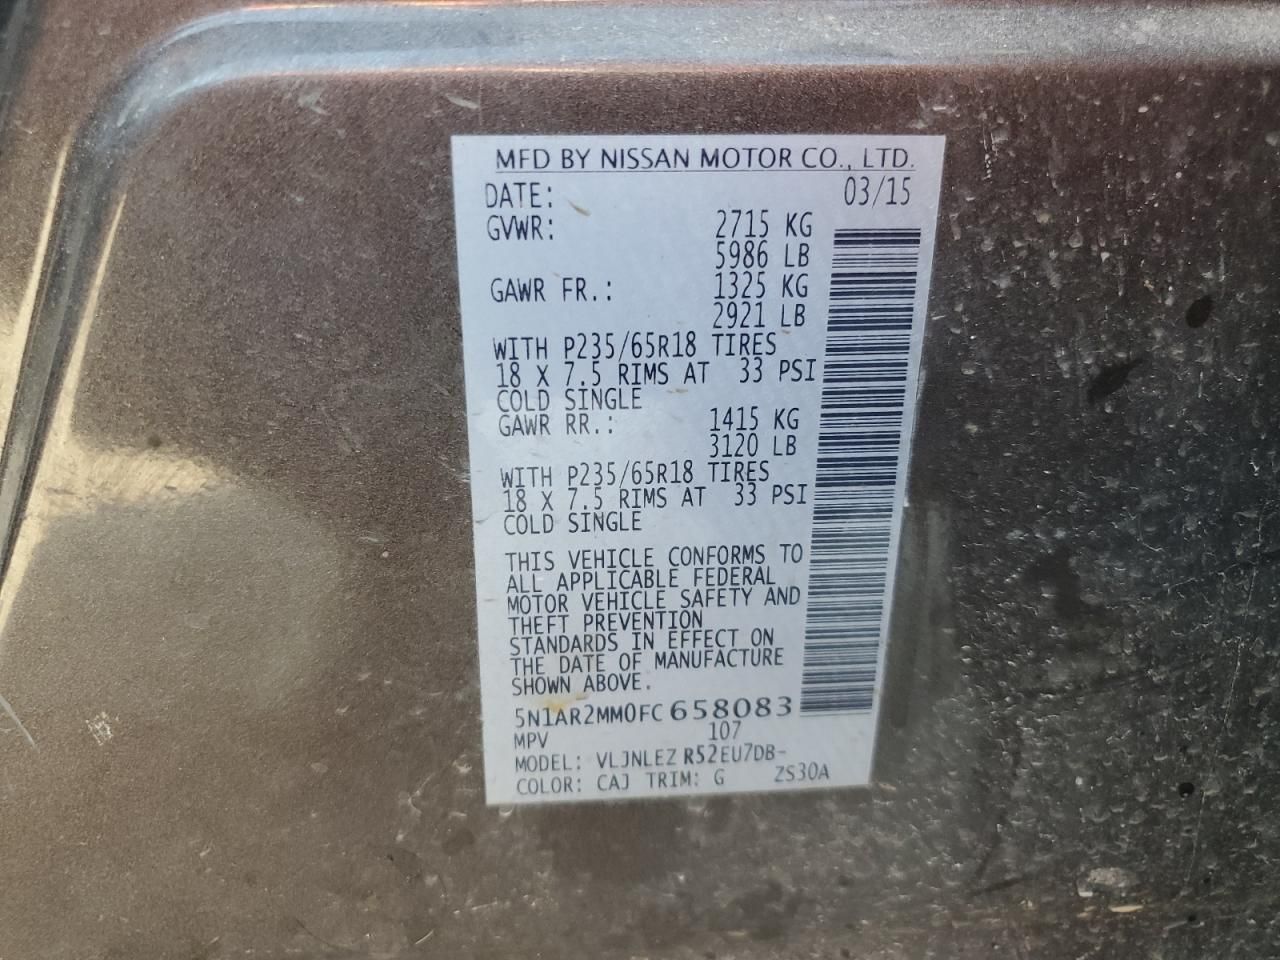 MFD BY NISSAN MOTOR CO., LTD.
DATE: 03/15
GVWR: 2715 KG
5986 LB
GAWR FR.: 1325 KG
2921 LB
WITH P235/65R18 TIRES
18 X 7.5 RIMS AT 33 PSI
COLD SINGLE
GAWR RR.: 1415 KG
3120 LB
WITH P235/65R18 TIRES
18 X 7.5 RIMS AT 33 PSI
COLD SINGLE
THIS VEHICLE CONFORMS TO
ALL APPLICABLE FEDERAL
MOTOR VEHICLE SAFETY AND
THEFT PREVENTION
STANDARDS IN EFFECT ON
THE DATE OF MANUFACTURE
SHOWN ABOVE.
5N1AR2MM0FC658083
MPV 107
MODEL: VLJNLEZ R52EU7DB-
COLOR: CAJ TRIM: G ZS30A